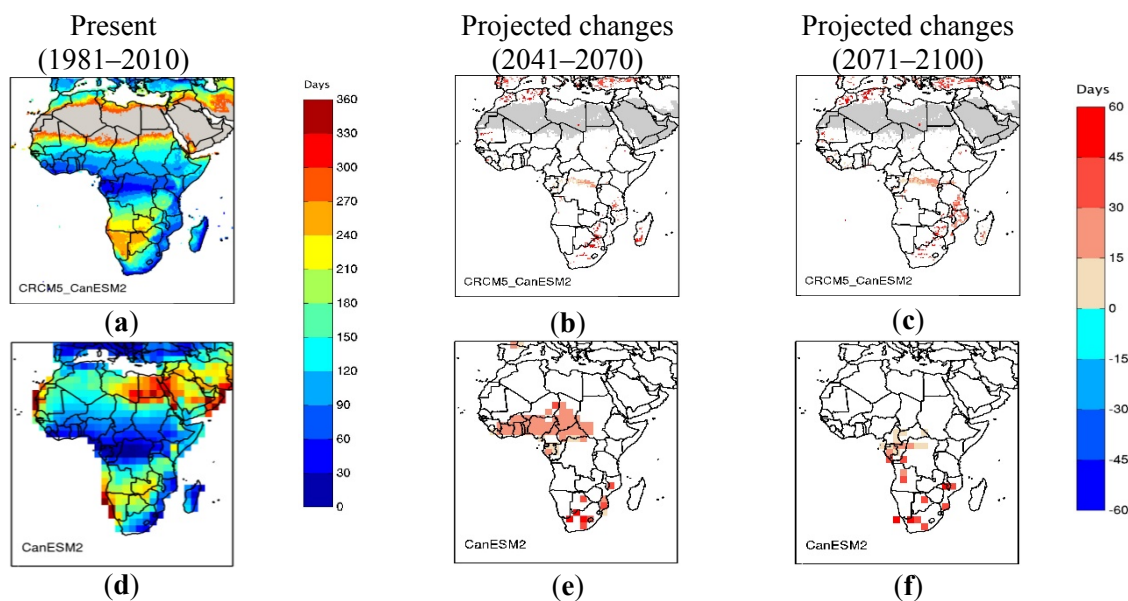 Present
(1981–2010)
Projected changes
(2041–2070)
Projected changes
(2071–2100)
Days
360
330
300
270
240
210
180
150
120
90
60
30
0
Days
60
45
30
15
0
-15
-30
-45
-60
CRCM5_CanESM2
CRCM5_CanESM2
CRCM5_CanESM2
(a)
(b)
(c)
CanESM2
CanESM2
CanESM2
(d)
(e)
(f)